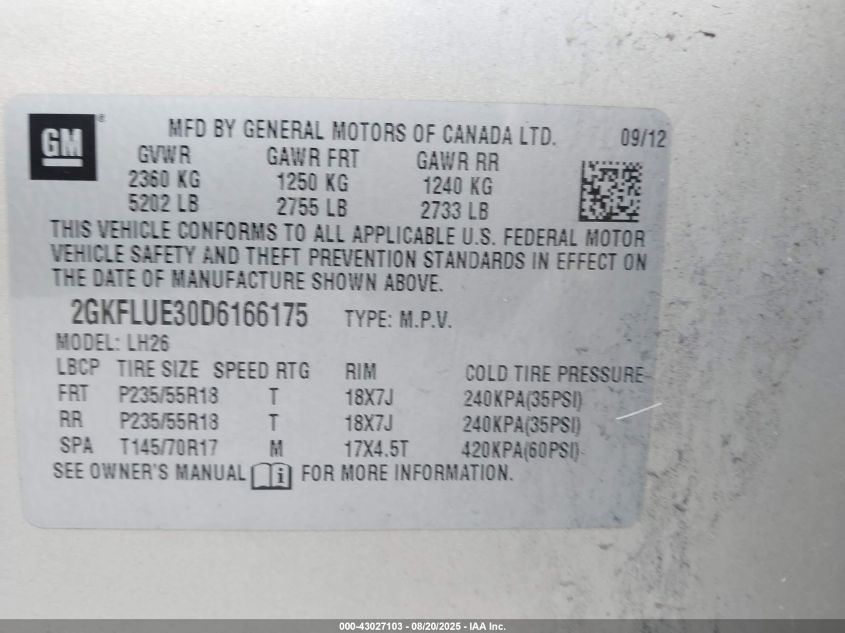 GM ®
MFD BY GENERAL MOTORS OF CANADA LTD. 09/12
GVWR GAWR FRT GAWR RR
2360 KG 1250 KG 1240 KG
5202 LB 2755 LB 2733 LB
THIS VEHICLE CONFORMS TO ALL APPLICABLE U.S. FEDERAL MOTOR
VEHICLE SAFETY AND THEFT PREVENTION STANDARDS IN EFFECT ON
THE DATE OF MANUFACTURE SHOWN ABOVE.
2GKFLUE30D6166175 TYPE: M.P.V.
MODEL: LH26
LBCP TIRE SIZE SPEED RTG RIM COLD TIRE PRESSURE
FRT P235/55R18 T 18X7J 240KPA(35PSI)
RR P235/55R18 T 18X7J 240KPA(35PSI)
SPA T145/70R17 M 17X4.5T 420KPA(60PSI)
SEE OWNER'S MANUAL i FOR MORE INFORMATION.
000-43027103 - 08/20/2025 - IAA Inc.